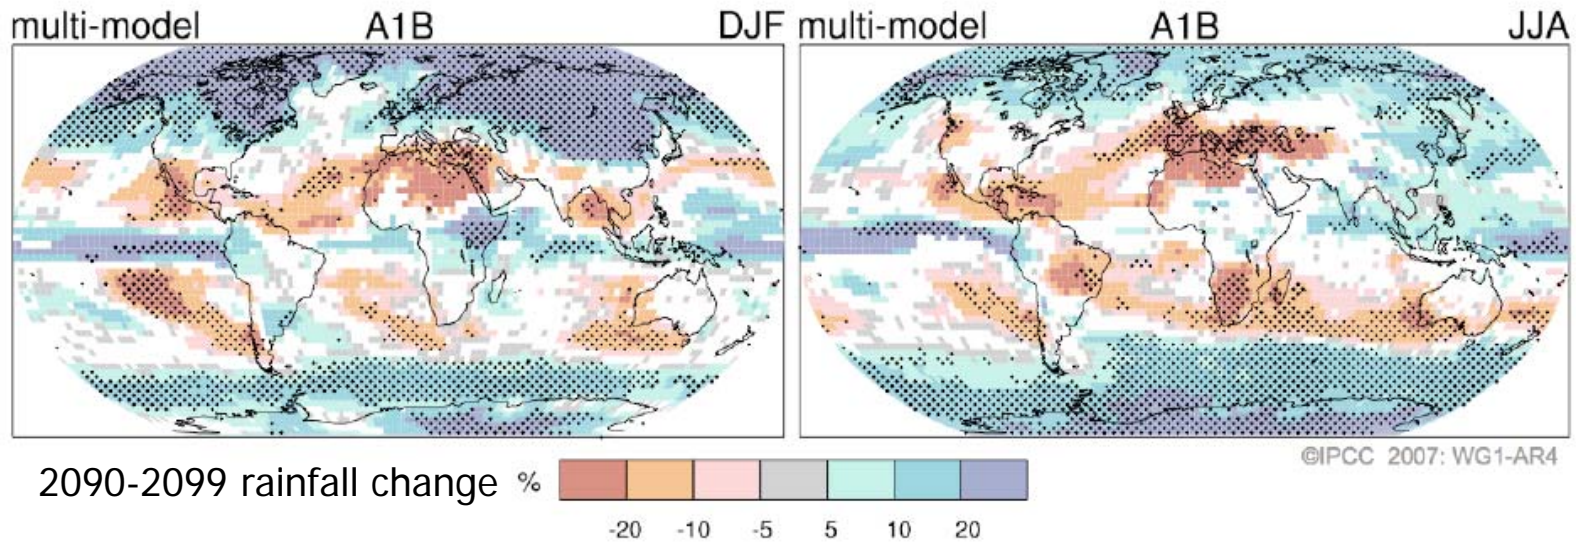 multi-model A1B DJF
multi-model A1B JJA
©IPCC 2007: WG1-AR4
2090-2099 rainfall change %
-20 -10 -5 5 10 20